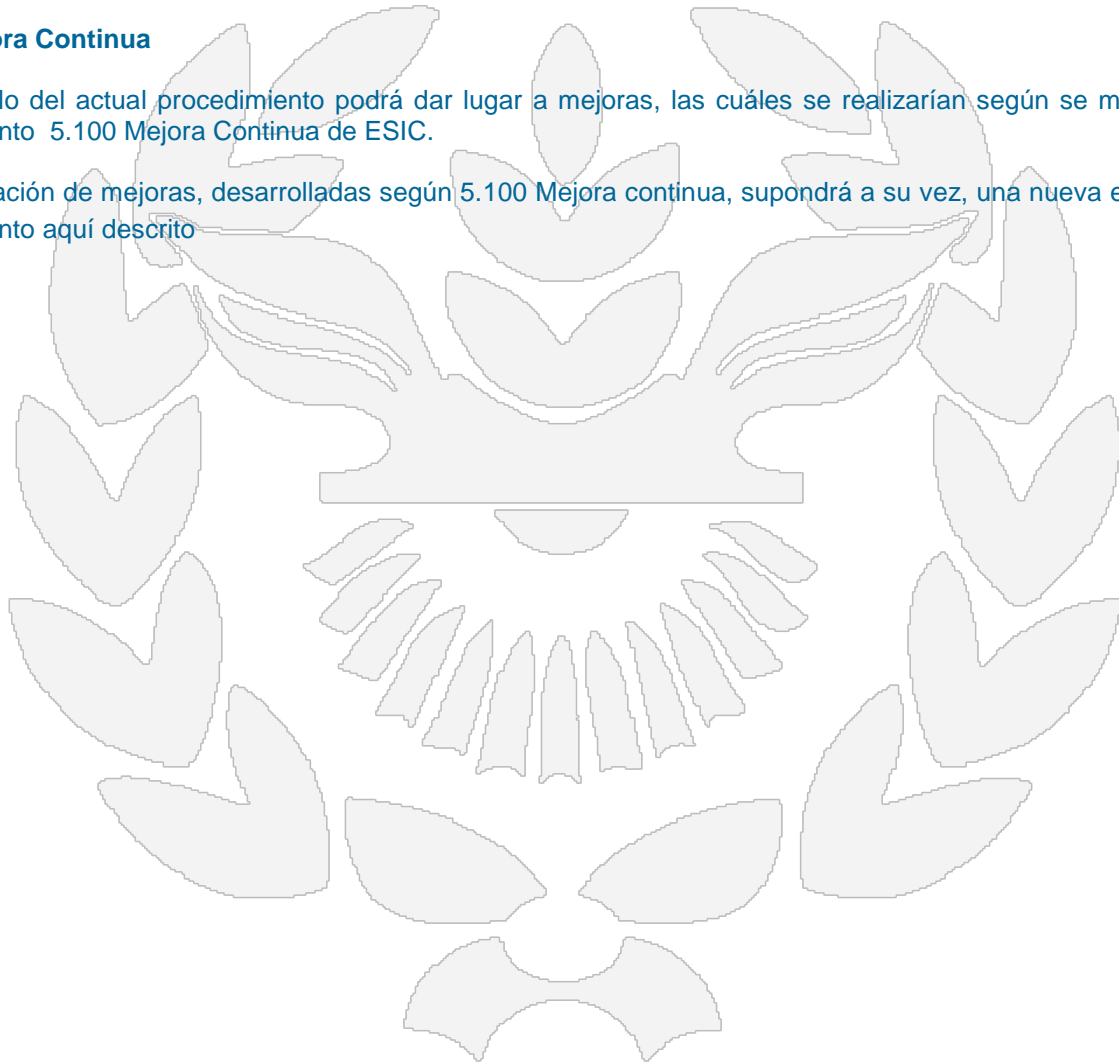 ora Continua
lo del actual procedimiento podrá dar lugar a mejoras, las cuáles se realizarían según se m
nto 5.100 Mejora Continua de ESIC.
ación de mejoras, desarrolladas según 5.100 Mejora continua, supondrá a su vez, una nueva e
nto aquí descrito